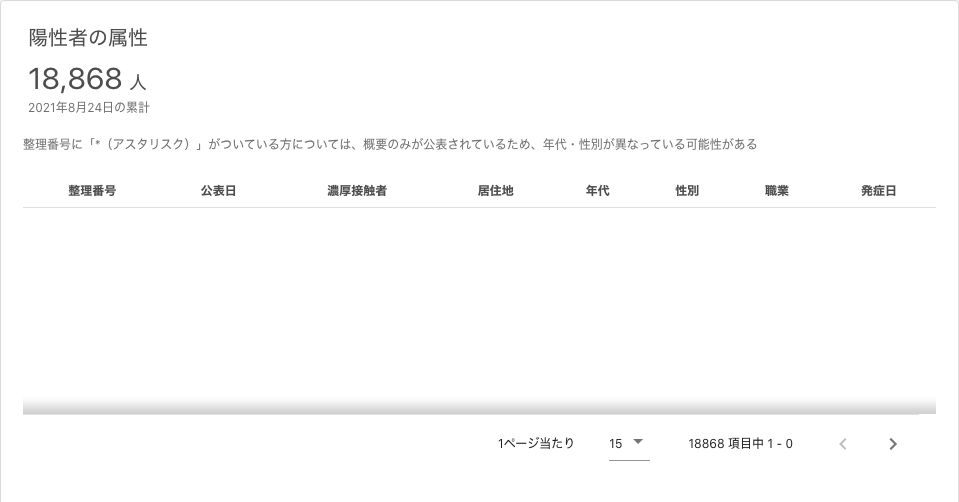 陽性者の属性
18,868 人
2021年8月24日の累計
整理番号に「*（アスタリスク）」がついている方については、概要のみが公表されているため、年代・性別が異なっている可能性がある
整理番号 公表日 濃厚接触者 居住地 年代 性別 職業 発症日
1ページ当たり 15 18868 項目中 1 - 0